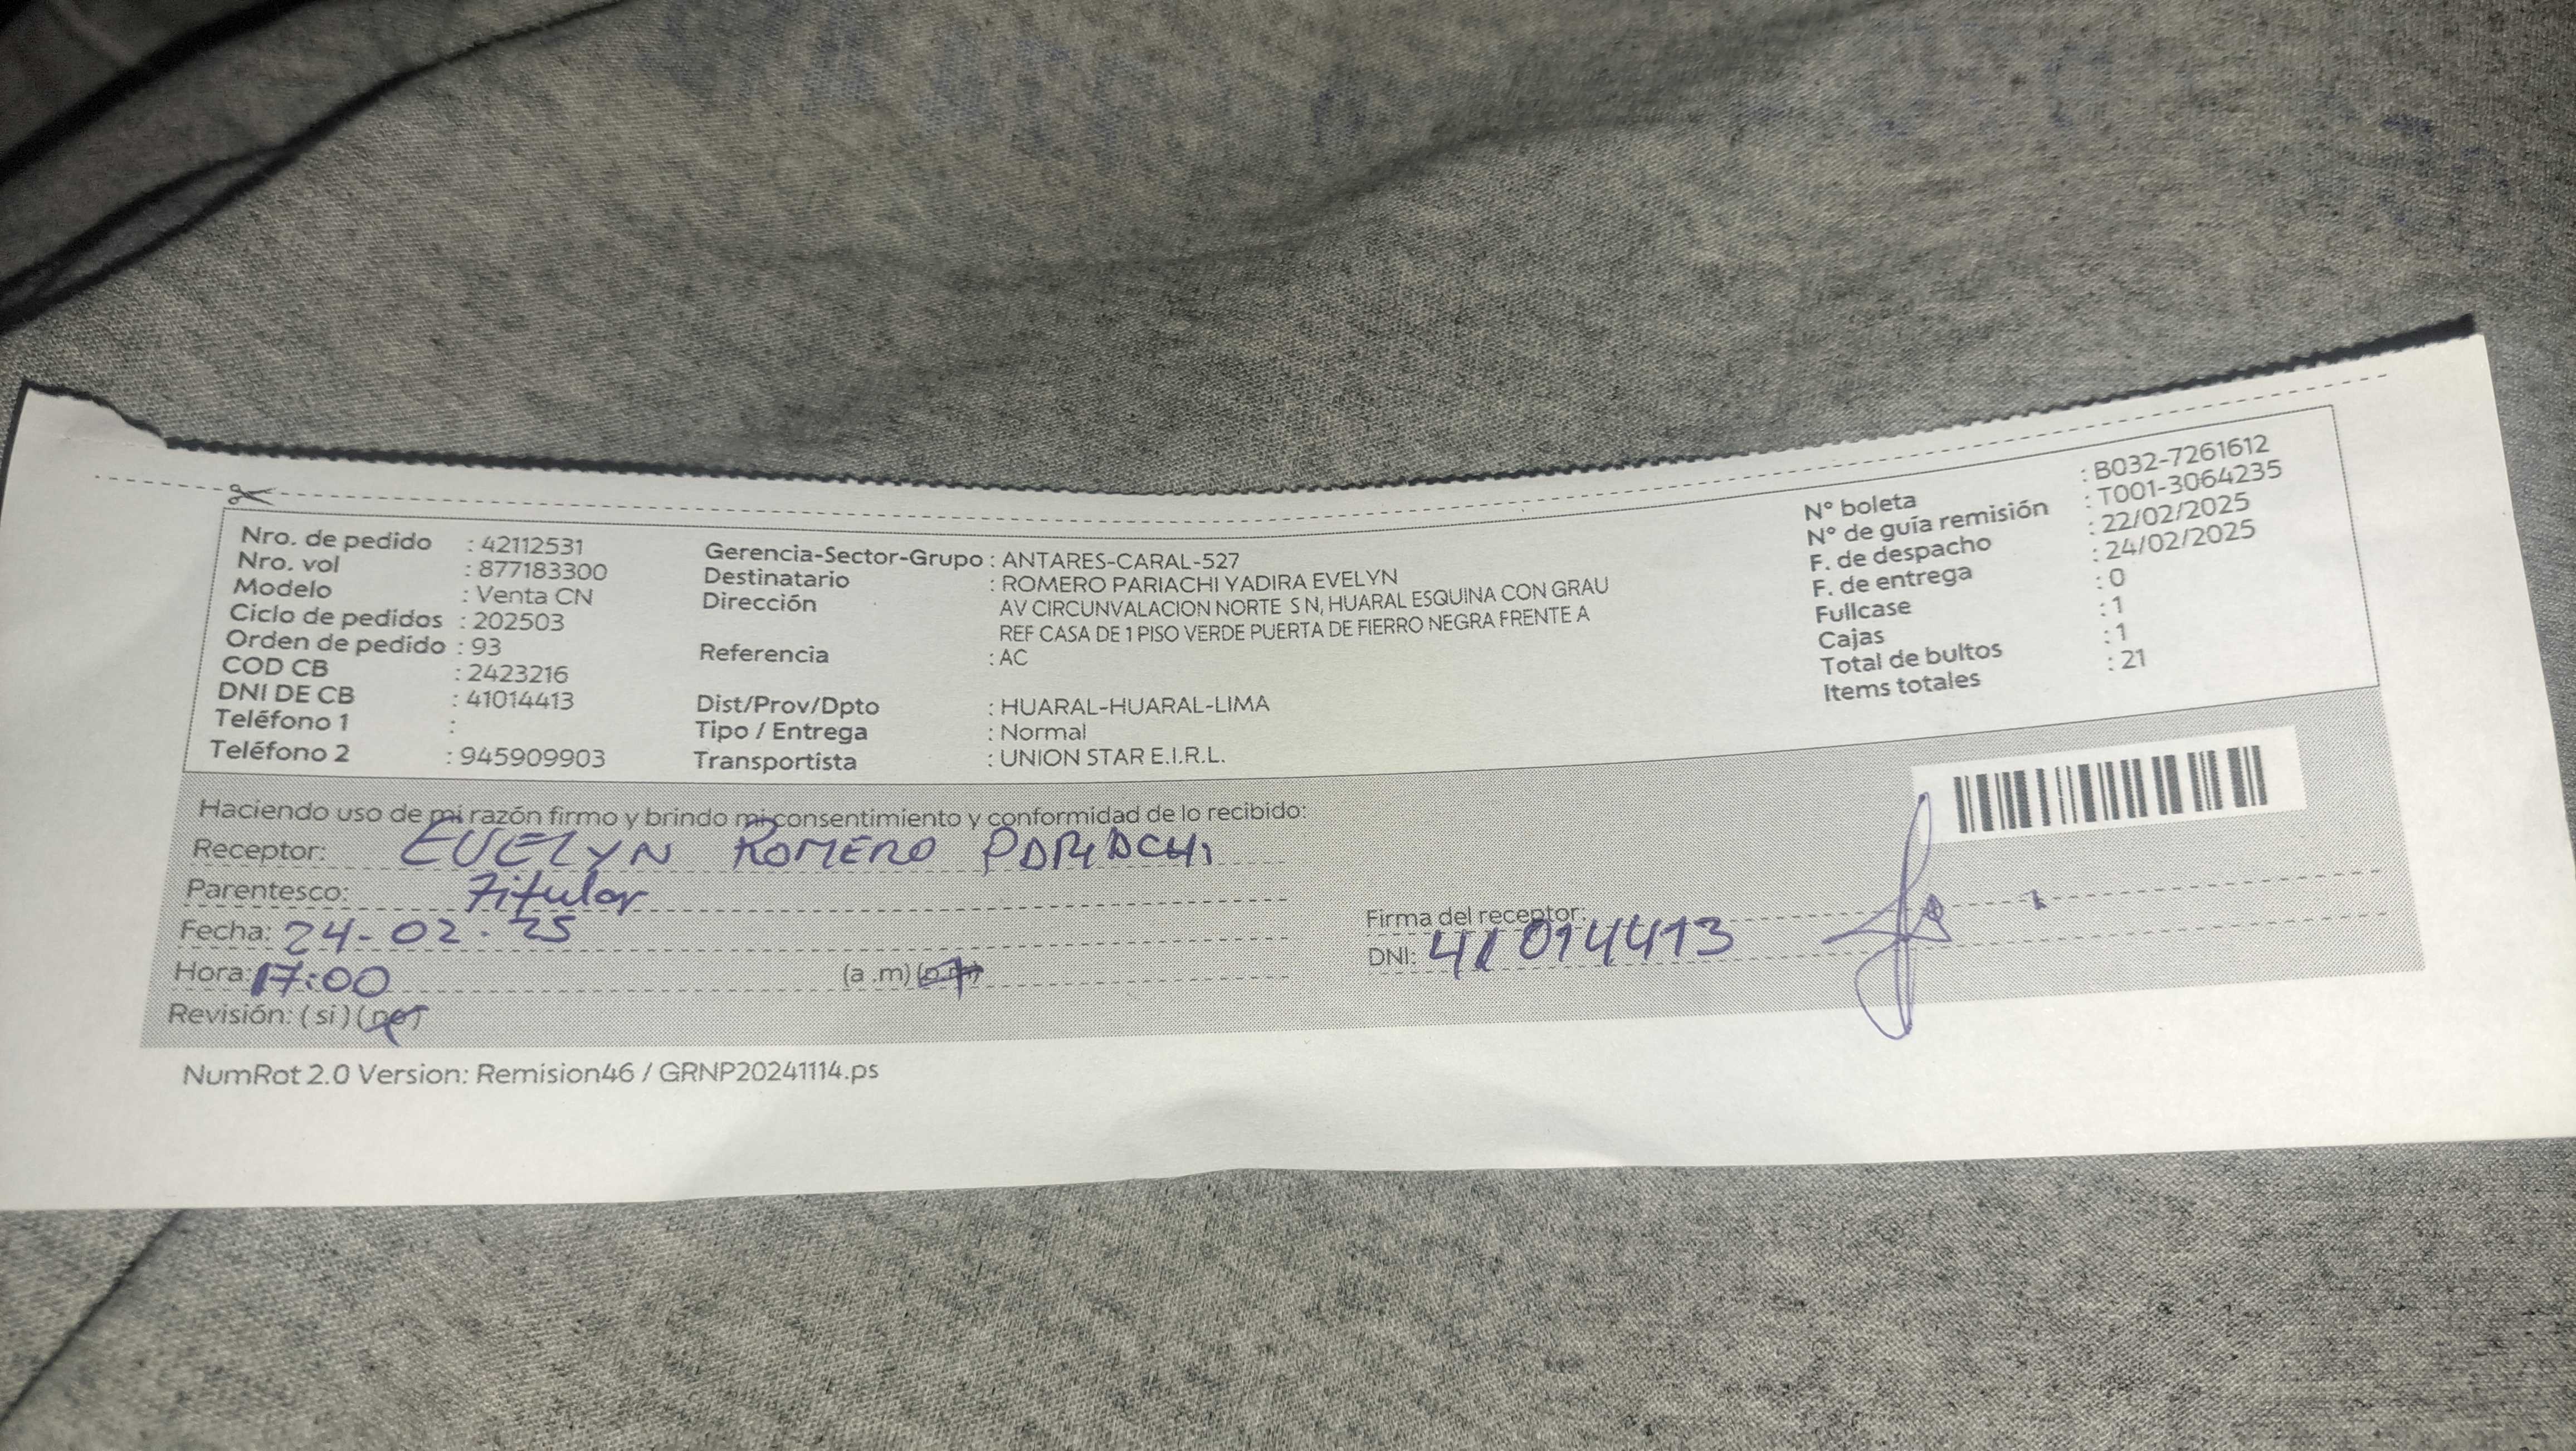 Nro. de pedido : 42112531
Nro. vol : 877183300
Modelo : Venta CN
Ciclo de pedidos : 202503
Orden de pedido : 93
COD CB : 2423216
DNI DE CB : 41014413
Teléfono 1 :
Teléfono 2 : 945909903
Gerencia-Sector-Grupo : ANTARES-CARAL-527
Destinatario : ROMERO PARIACHI YADIRA EVELYN
Dirección AV CIRCUNVALACION NORTE S N, HUARAL ESQUINA CON GRAU
REF CASA DE 1 PISO VERDE PUERTA DE FIERRO NEGRA FRENTE A
Referencia : AC
Dist/Prov/Dpto : HUARAL-HUARAL-LIMA
Tipo / Entrega : Normal
Transportista : UNION STAR E.I.R.L.
N° boleta : B032-7261612
N° de guía remisión : T001-3064235
F. de despacho : 22/02/2025
F. de entrega : 24/02/2025
Fullcase : 0
Cajas : 1
Total de bultos : 1
Items totales : 21
Haciendo uso de mi razón firmo y brindo mi consentimiento y conformidad de lo recibido:
Receptor: EVELYN ROMERO PARIACHI
Parentesco: Titular
Fecha: 24-02-25
Hora: 17:00 (a .m) (p.m)
Revisión: ( si ) ( no )
Firma del receptor:
DNI: 41014413
NumRot 2.0 Version: Remision46 / GRNP20241114.ps